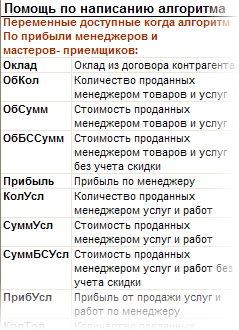 Помощь по написанию алгоритма
Переменные доступные когда алгоритм
По прибыли менеджеров и
мастеров- приемщиков:
Оклад Оклад из договора контрагента
ОбКол Количество проданных
менеджером товаров и услуг
ОбСумм Стоимость проданных
менеджером товаров и услуг
ОбБССумм Стоимость проданных
менеджером товаров и услуг
без учета скидки
Прибыль Прибыль по менеджеру
КолУсл Количество проданных
менеджером услуг и работ
СуммУсл Стоимость проданных
менеджером услуг и работ
СуммБСУсл Стоимость проданных
менеджером услуг и работ без
учета скидки
ПрибУсл Прибыль от продажи услуг и
работ по менеджеру
КолТов Количество проданных